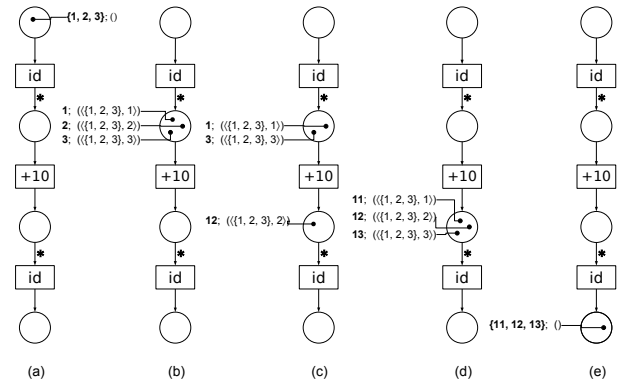 {1, 2, 3}; ()
id
*
+10
id
*
(a)
id
*
1; (⟨{1, 2, 3}, 1⟩)
2; (⟨{1, 2, 3}, 2⟩)
3; (⟨{1, 2, 3}, 3⟩)
+10
id
*
(b)
id
*
1; (⟨{1, 2, 3}, 1⟩)
3; (⟨{1, 2, 3}, 3⟩)
+10
12; (⟨{1, 2, 3}, 2⟩)
id
*
(c)
id
*
+10
11; (⟨{1, 2, 3}, 1⟩)
12; (⟨{1, 2, 3}, 2⟩)
13; (⟨{1, 2, 3}, 3⟩)
id
*
(d)
id
*
+10
id
*
{11, 12, 13}; ()
(e)